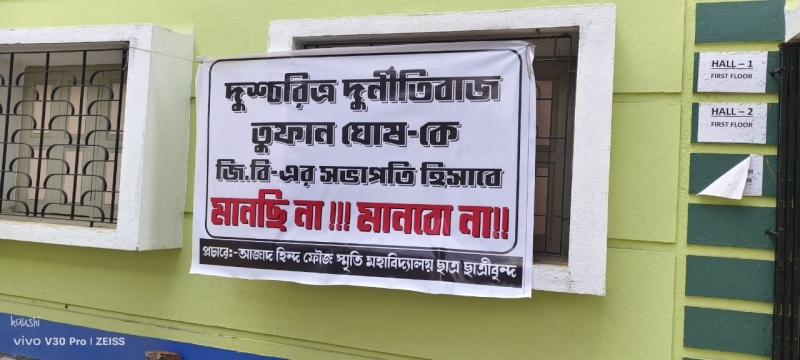 দুশ্চরিত্র দুর্নীতিবাজ
তুফান ঘোষ-কে
জি.বি-এর সভাপতি হিসাবে
মানছি না !!! মানবো না!!
প্রচারে:-আজাদ হিন্দ ফৌজ স্মৃতি মহাবিদ্যালয় ছাত্র ছাত্রীবৃন্দ
HALL – 1
FIRST FLOOR
HALL – 2
FIRST FLOOR
kaushi
vivo V30 Pro | ZEISS